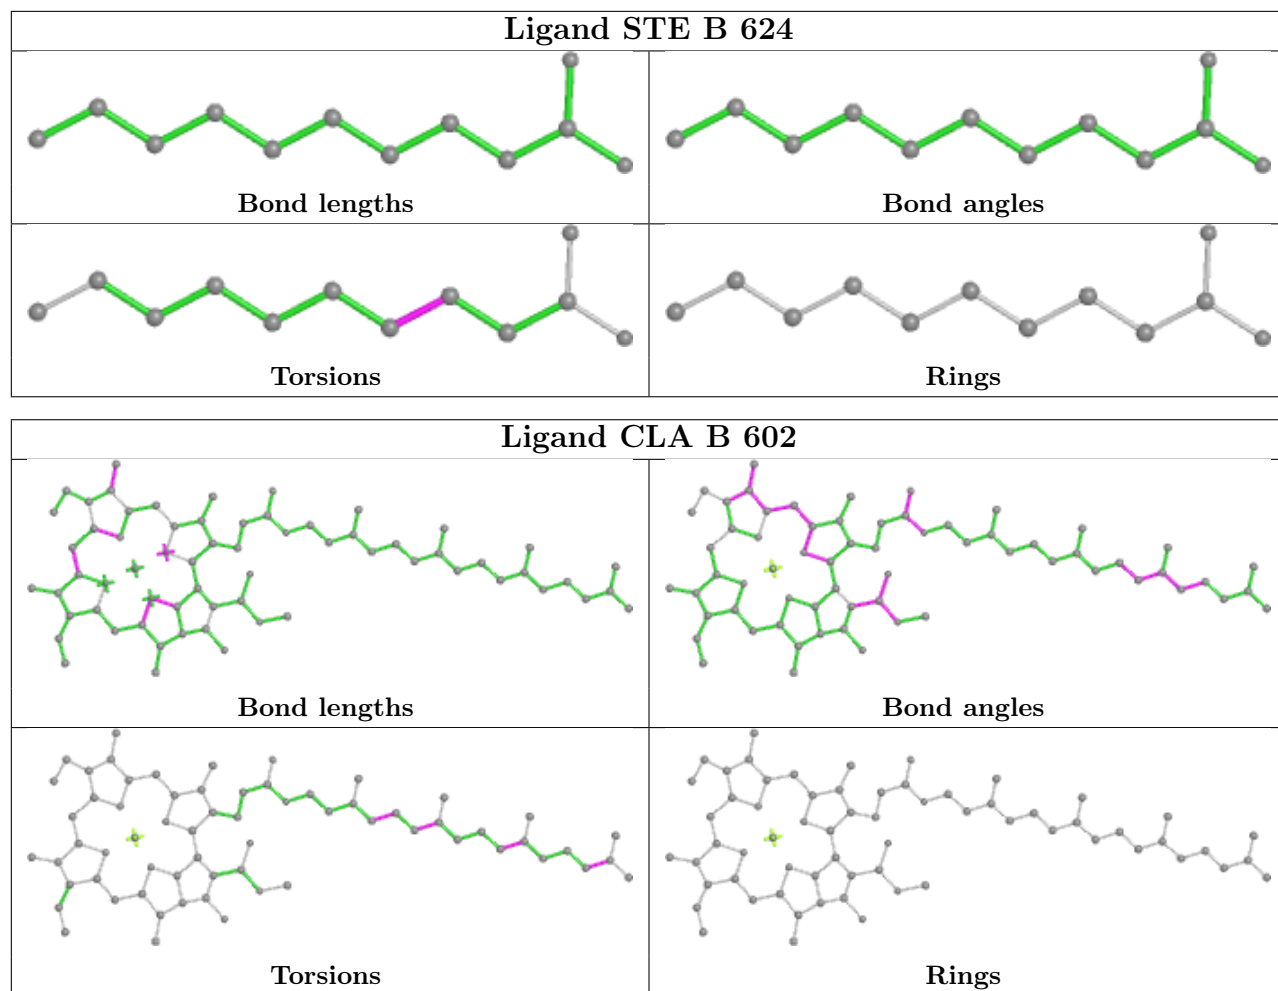 Ligand STE B 624
Bond lengths
Bond angles
Torsions
Rings
Ligand CLA B 602
Bond lengths
Bond angles
Torsions
Rings